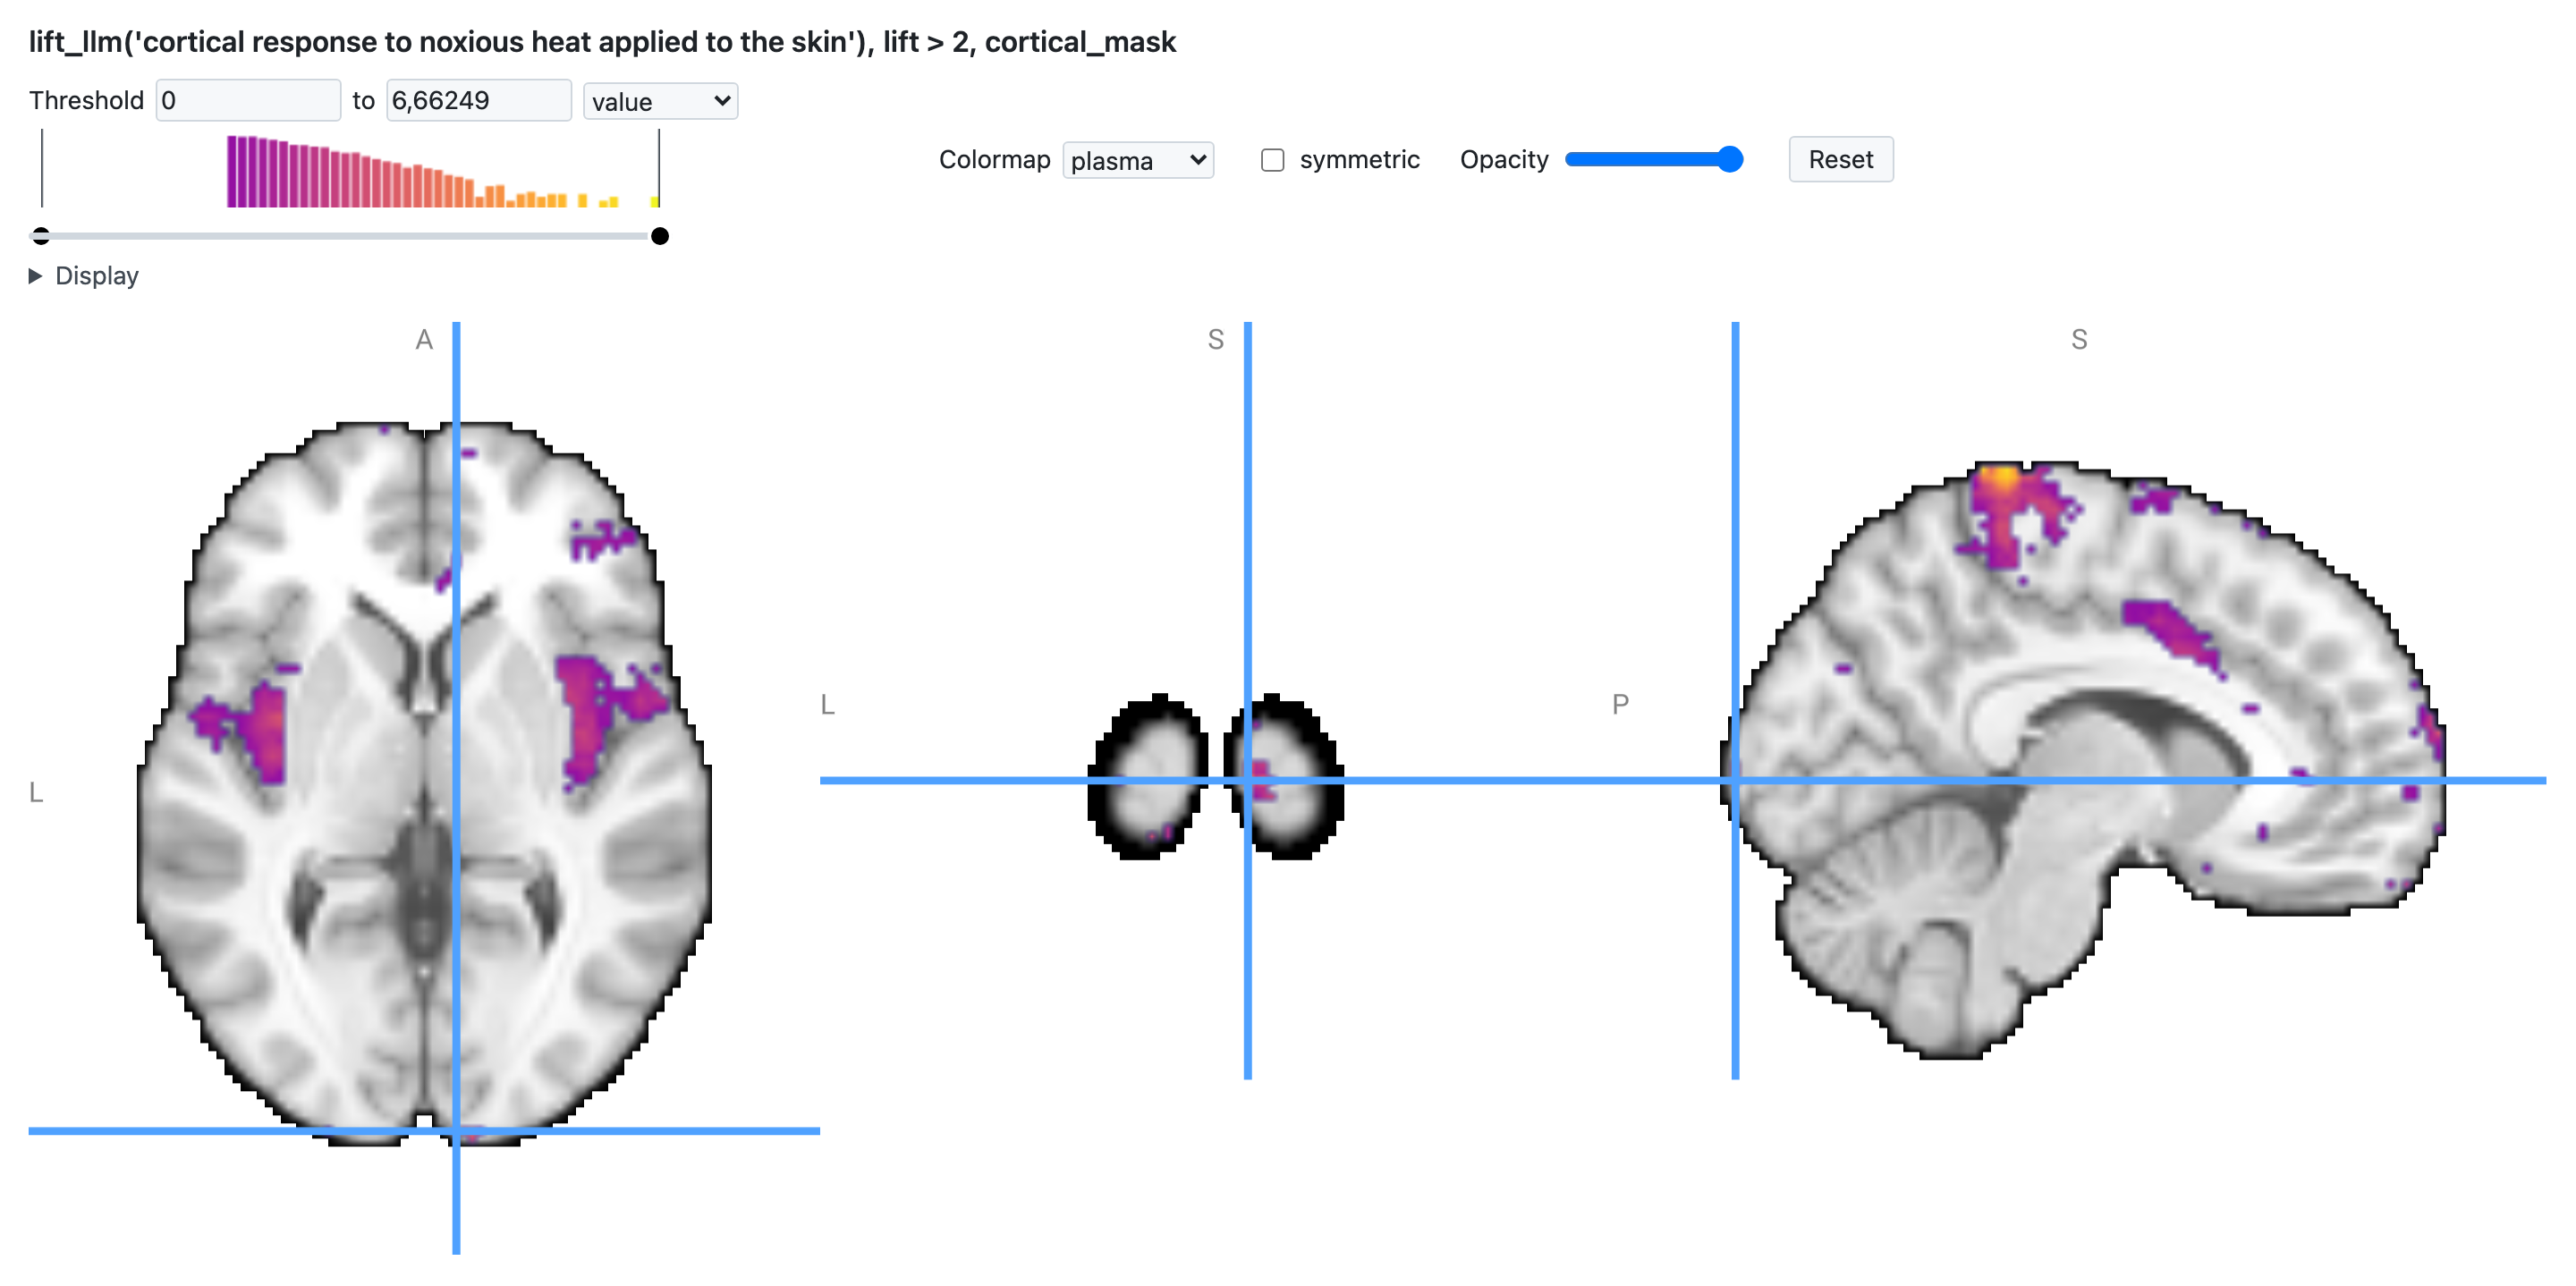 lift_llm('cortical response to noxious heat applied to the skin'), lift > 2, cortical_mask
Threshold 0 to 6,66249 value
Colormap plasma symmetric Opacity Reset
Display
A S S
L P
L